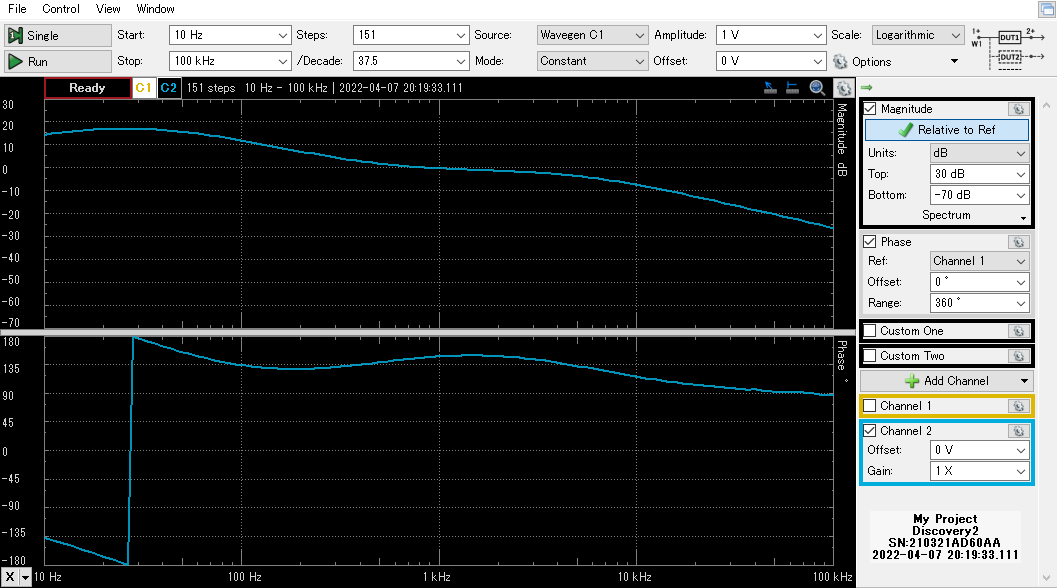 File Control View Window
Single Start: 10 Hz Steps: 151 Source: Wavegen C1 Amplitude: 1 V Scale: Logarithmic
Run Stop: 100 kHz /Decade: 37.5 Mode: Constant Offset: 0 V Options
1+ W1 DUT1 2+ DUT2
Ready C1 C2 151 steps 10 Hz - 100 kHz | 2022-04-07 20:19:33.111
30
20
10
0
-10
-20
-30
-40
-50
-60
-70
Magnitude dB
180
135
90
45
0
-45
-90
-135
-180
Phase °
X 10 Hz 100 Hz 1 kHz 10 kHz 100 kHz
Magnitude
Relative to Ref
Units: dB
Top: 30 dB
Bottom: -70 dB
Spectrum
Phase
Ref: Channel 1
Offset: 0 °
Range: 360 °
Custom One
Custom Two
Add Channel
Channel 1
Channel 2
Offset: 0 V
Gain: 1 X
My Project
Discovery2
SN:210321AD60AA
2022-04-07 20:19:33.111